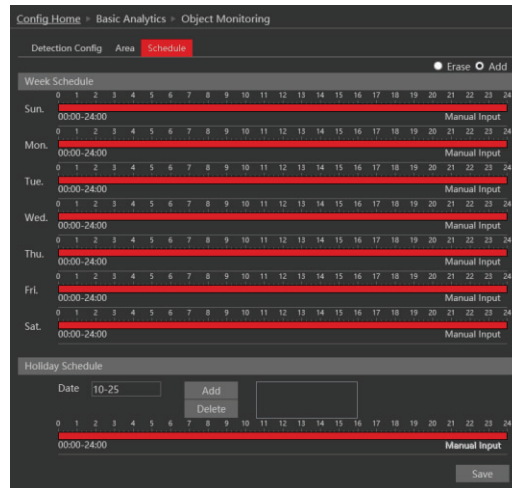 Config Home ▸ Basic Analytics ▸ Object Monitoring
Detection Config Area Schedule
Erase Add
Week Schedule
0 1 2 3 4 5 6 7 8 9 10 11 12 13 14 15 16 17 18 19 20 21 22 23 24
Sun.
00:00-24:00 Manual Input
0 1 2 3 4 5 6 7 8 9 10 11 12 13 14 15 16 17 18 19 20 21 22 23 24
Mon.
00:00-24:00 Manual Input
0 1 2 3 4 5 6 7 8 9 10 11 12 13 14 15 16 17 18 19 20 21 22 23 24
Tue.
00:00-24:00 Manual Input
0 1 2 3 4 5 6 7 8 9 10 11 12 13 14 15 16 17 18 19 20 21 22 23 24
Wed.
00:00-24:00 Manual Input
0 1 2 3 4 5 6 7 8 9 10 11 12 13 14 15 16 17 18 19 20 21 22 23 24
Thu.
00:00-24:00 Manual Input
0 1 2 3 4 5 6 7 8 9 10 11 12 13 14 15 16 17 18 19 20 21 22 23 24
Fri.
00:00-24:00 Manual Input
0 1 2 3 4 5 6 7 8 9 10 11 12 13 14 15 16 17 18 19 20 21 22 23 24
Sat.
00:00-24:00 Manual Input
Holiday Schedule
Date 10-25 Add
Delete
0 1 2 3 4 5 6 7 8 9 10 11 12 13 14 15 16 17 18 19 20 21 22 23 24
00:00-24:00 Manual Input
Save